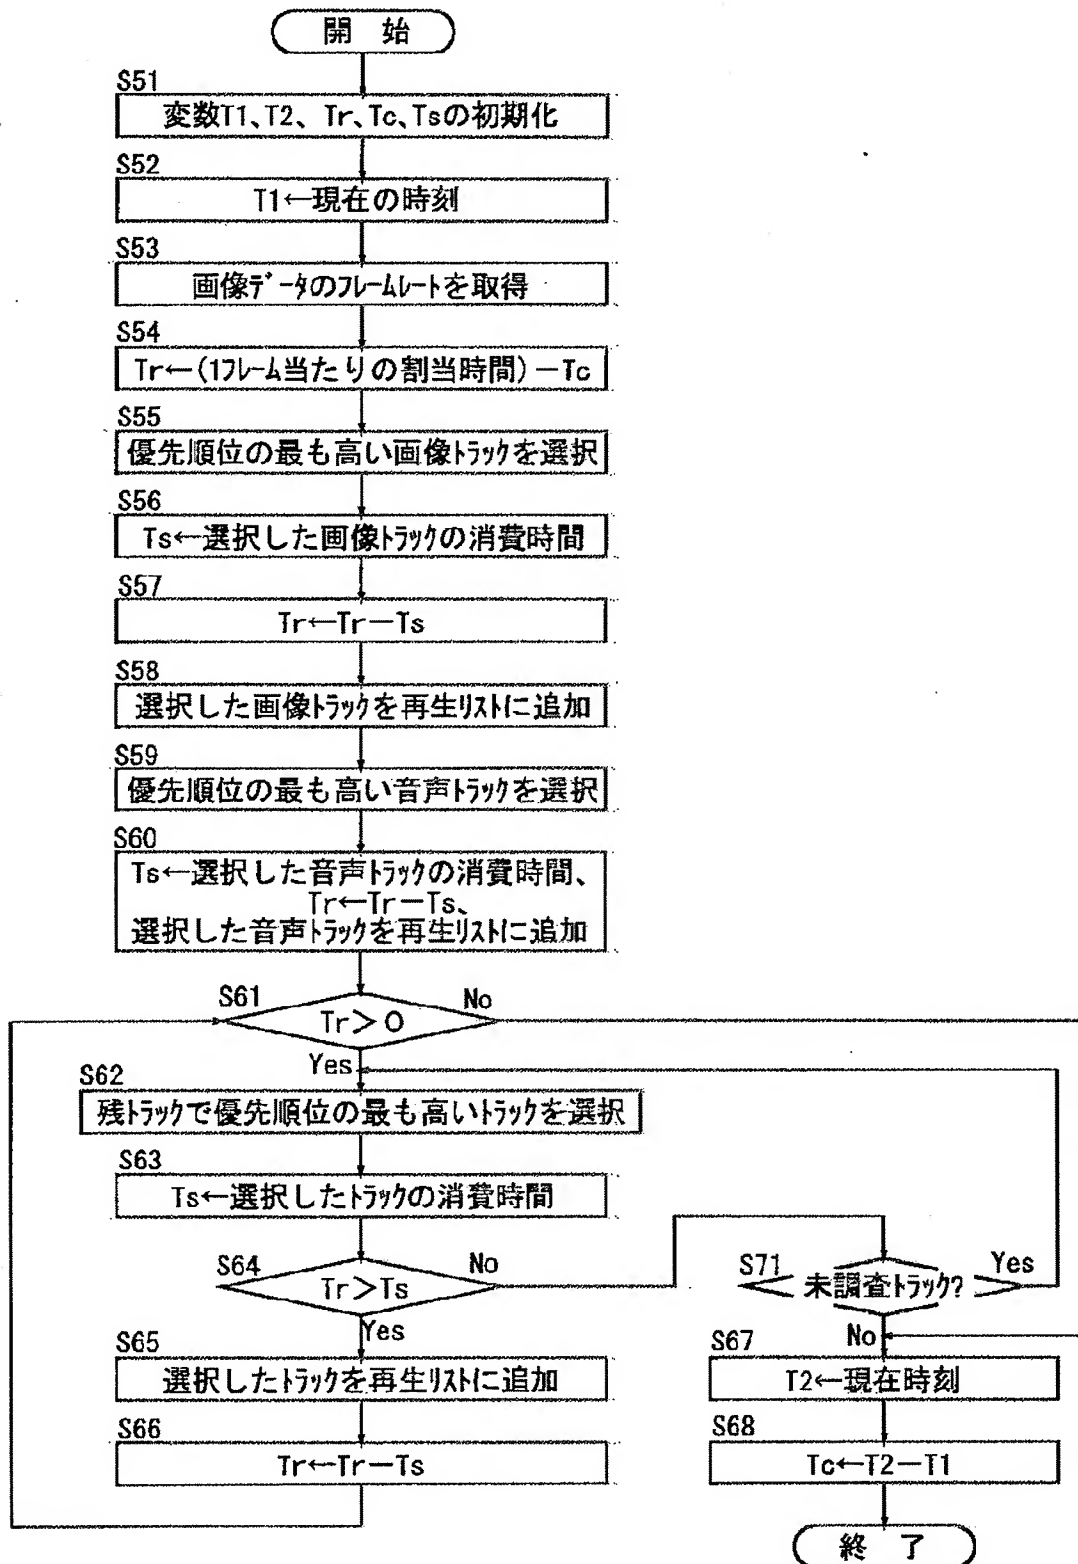 開 始
S51
変数T1、T2、Tr、Tc、Tsの初期化
S52
T1←現在の時刻
S53
画像ﾃﾞｰﾀのﾌﾚｰﾑﾚｰﾄを取得
S54
Tr←(1ﾌﾚｰﾑ当たりの割当時間)－Tc
S55
優先順位の最も高い画像ﾄﾗｯｸを選択
S56
Ts←選択した画像ﾄﾗｯｸの消費時間
S57
Tr←Tr－Ts
S58
選択した画像ﾄﾗｯｸを再生ﾘｽﾄに追加
S59
優先順位の最も高い音声ﾄﾗｯｸを選択
S60
Ts←選択した音声ﾄﾗｯｸの消費時間、
Tr←Tr－Ts、
選択した音声ﾄﾗｯｸを再生ﾘｽﾄに追加
S61
Tr＞0
No
Yes
S62
残ﾄﾗｯｸで優先順位の最も高いﾄﾗｯｸを選択
S63
Ts←選択したﾄﾗｯｸの消費時間
S64
Tr＞Ts
No
Yes
S71
未調査ﾄﾗｯｸ?
Yes
No
S65
選択したﾄﾗｯｸを再生ﾘｽﾄに追加
S66
Tr←Tr－Ts
S67
T2←現在時刻
S68
Tc←T2－T1
終 了